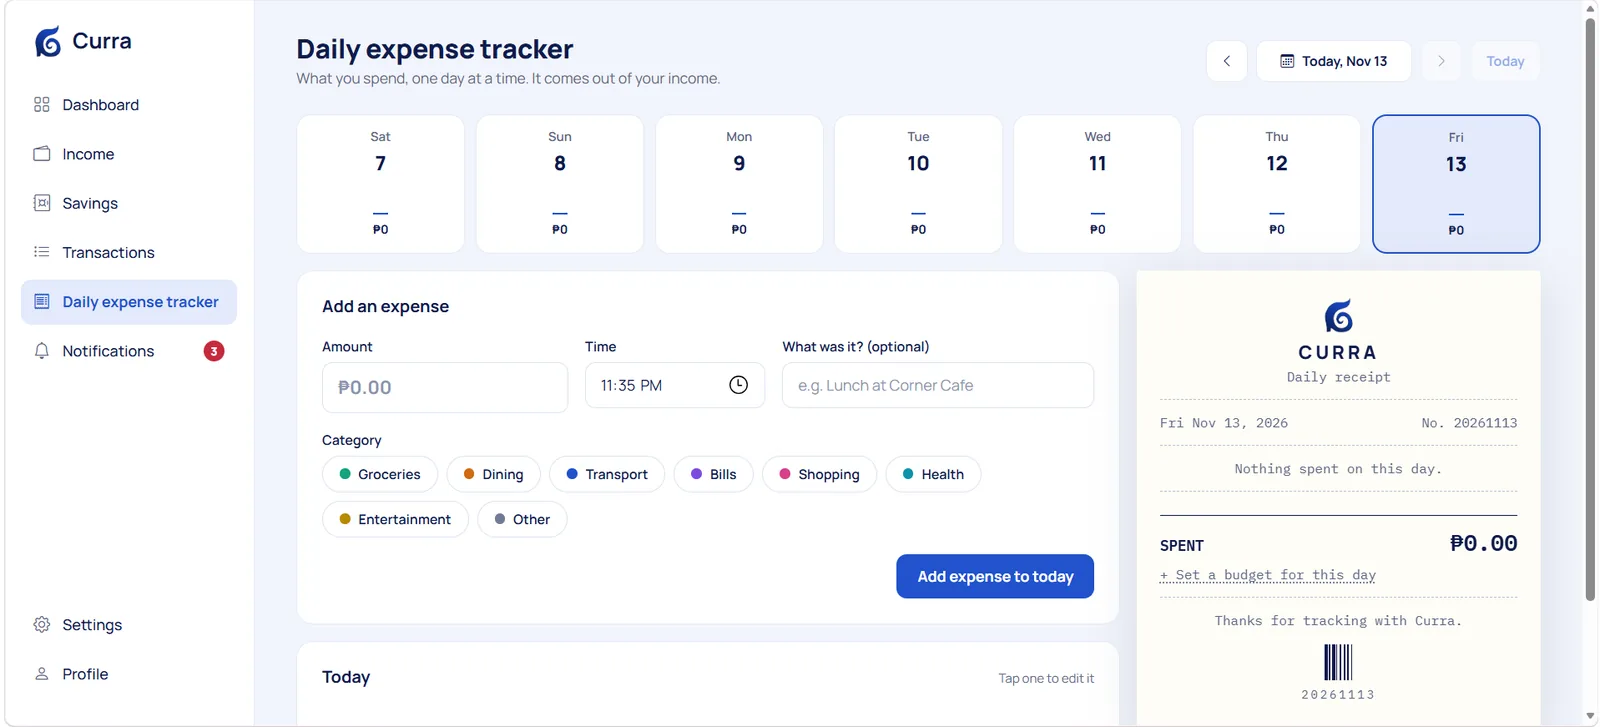 Curra
Dashboard
Income
Savings
Transactions
Daily expense tracker
Notifications
3
Settings
Profile
Daily expense tracker
What you spend, one day at a time. It comes out of your income.
Today, Nov 13
Today
Sat
7
—
₱0
Sun
8
—
₱0
Mon
9
—
₱0
Tue
10
—
₱0
Wed
11
—
₱0
Thu
12
—
₱0
Fri
13
—
₱0
Add an expense
Amount
₱0.00
Time
11:35 PM
What was it? (optional)
e.g. Lunch at Corner Cafe
Category
Groceries
Dining
Transport
Bills
Shopping
Health
Entertainment
Other
Add expense to today
Today
Tap one to edit it
CURRA
Daily receipt
Fri Nov 13, 2026
No. 20261113
Nothing spent on this day.
SPENT
₱0.00
+ Set a budget for this day
Thanks for tracking with Curra.
20261113